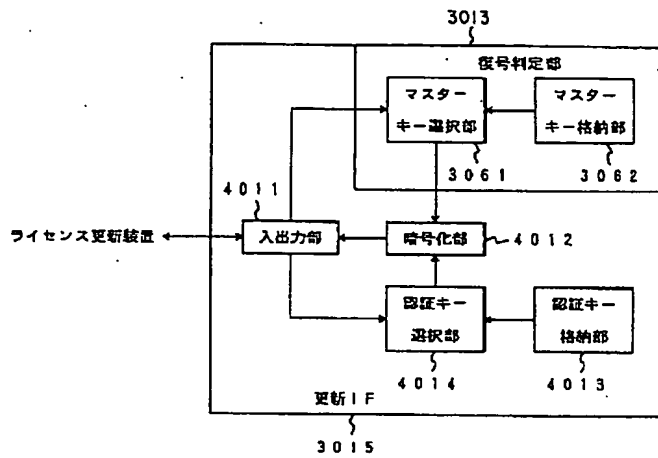 3013
復号判定部
マスター
キー選択部
マスター
キー格納部
3061
3062
4011
ライセンス更新装置
入出力部
暗号化部
4012
認証キー
選択部
認証キー
格納部
4014
4013
更新IF
3015